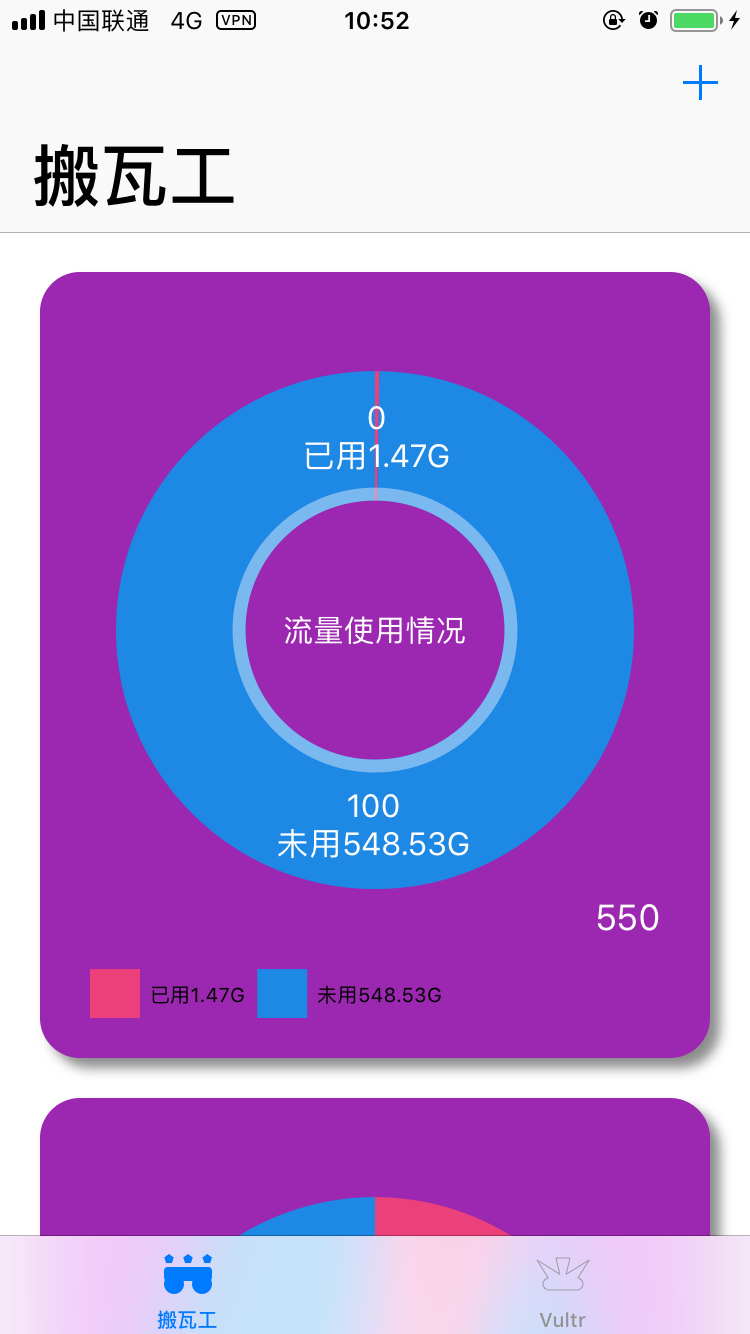 中国联通 4G VPN 10:52
搬瓦工
0
已用1.47G
流量使用情况
100
未用548.53G
550
已用1.47G 未用548.53G
搬瓦工 Vultr